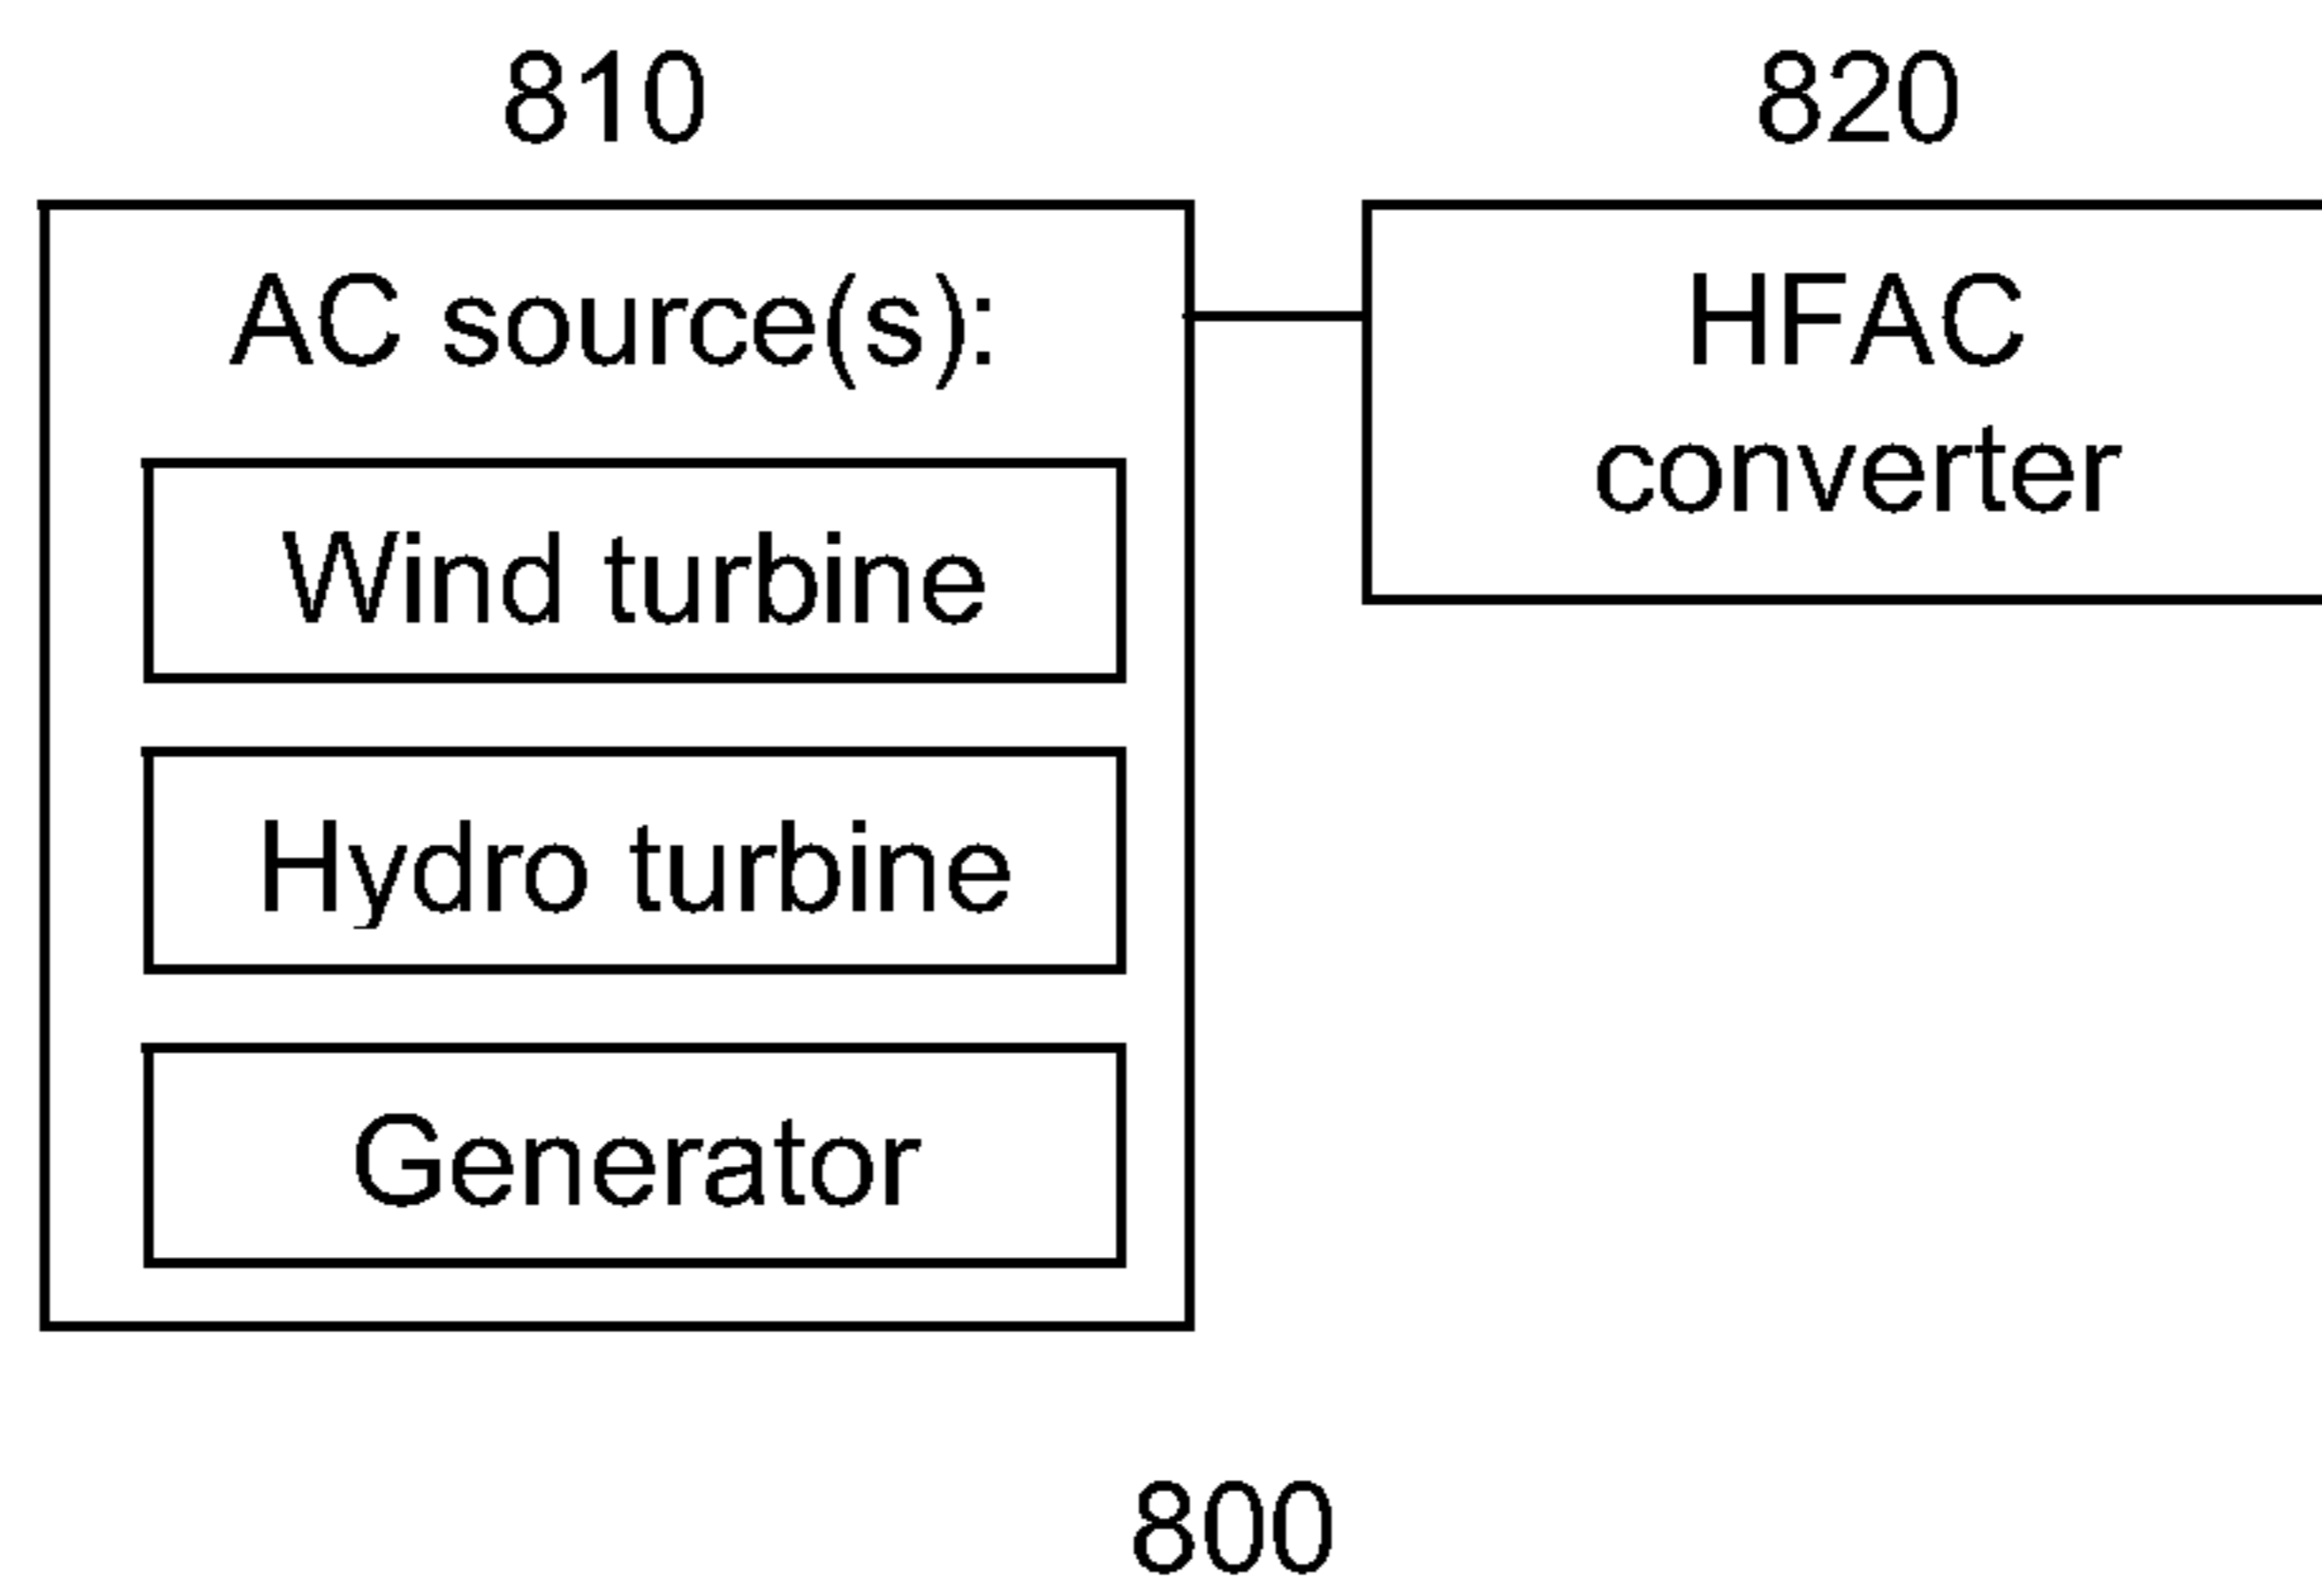 810
820
AC source(s):
HFAC
converter
Wind turbine
Hydro turbine
Generator
800